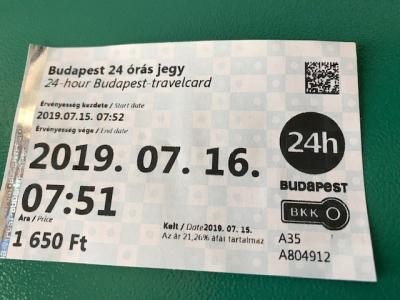 Budapest 24 órás jegy
24-hour Budapest-travelcard
Érvényesség kezdete / Start date
2019.07.15. 07:52
Érvényesség vége / End date
2019. 07. 16.
07:51
24h
BUDAPEST
BKK
Ára / Price
1 650 Ft
Kelt / Date2019. 07. 15.
Az ár 21,26% áfát tartalmaz
A35
A804912